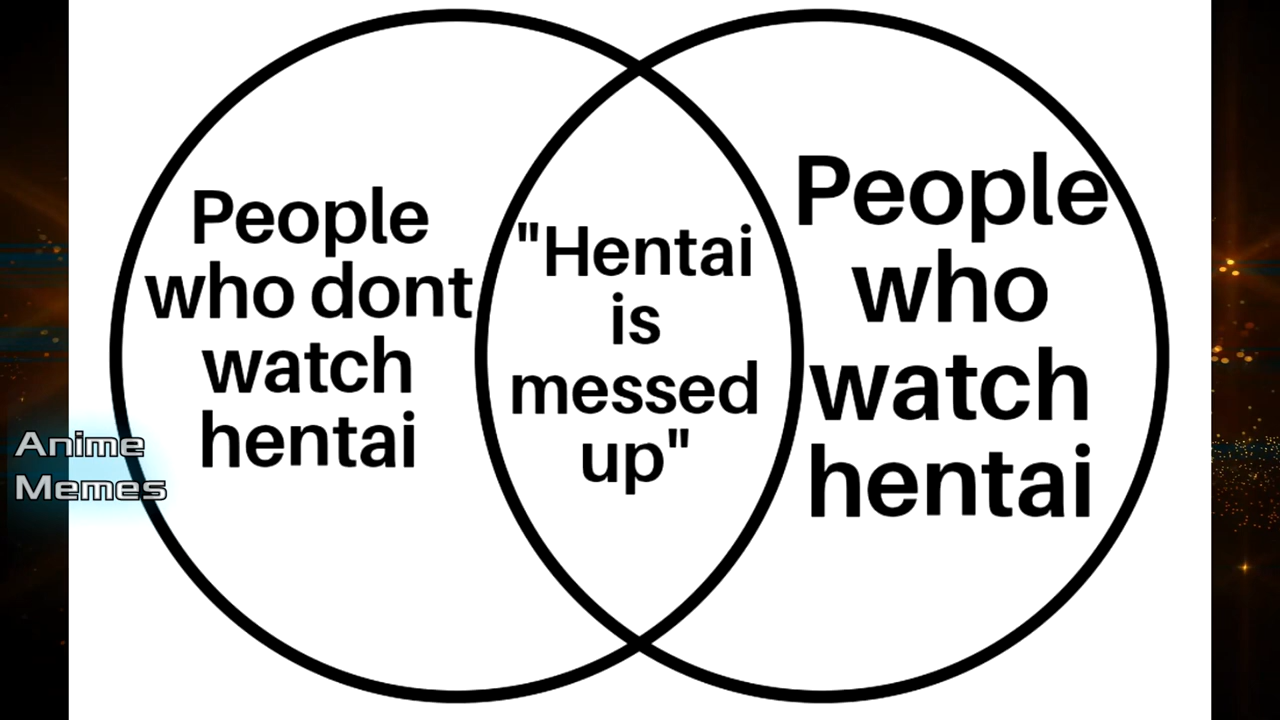 People
who dont
watch
hentai
"Hentai
is
messed
up"
People
who
watch
hentai
Anime
Memes